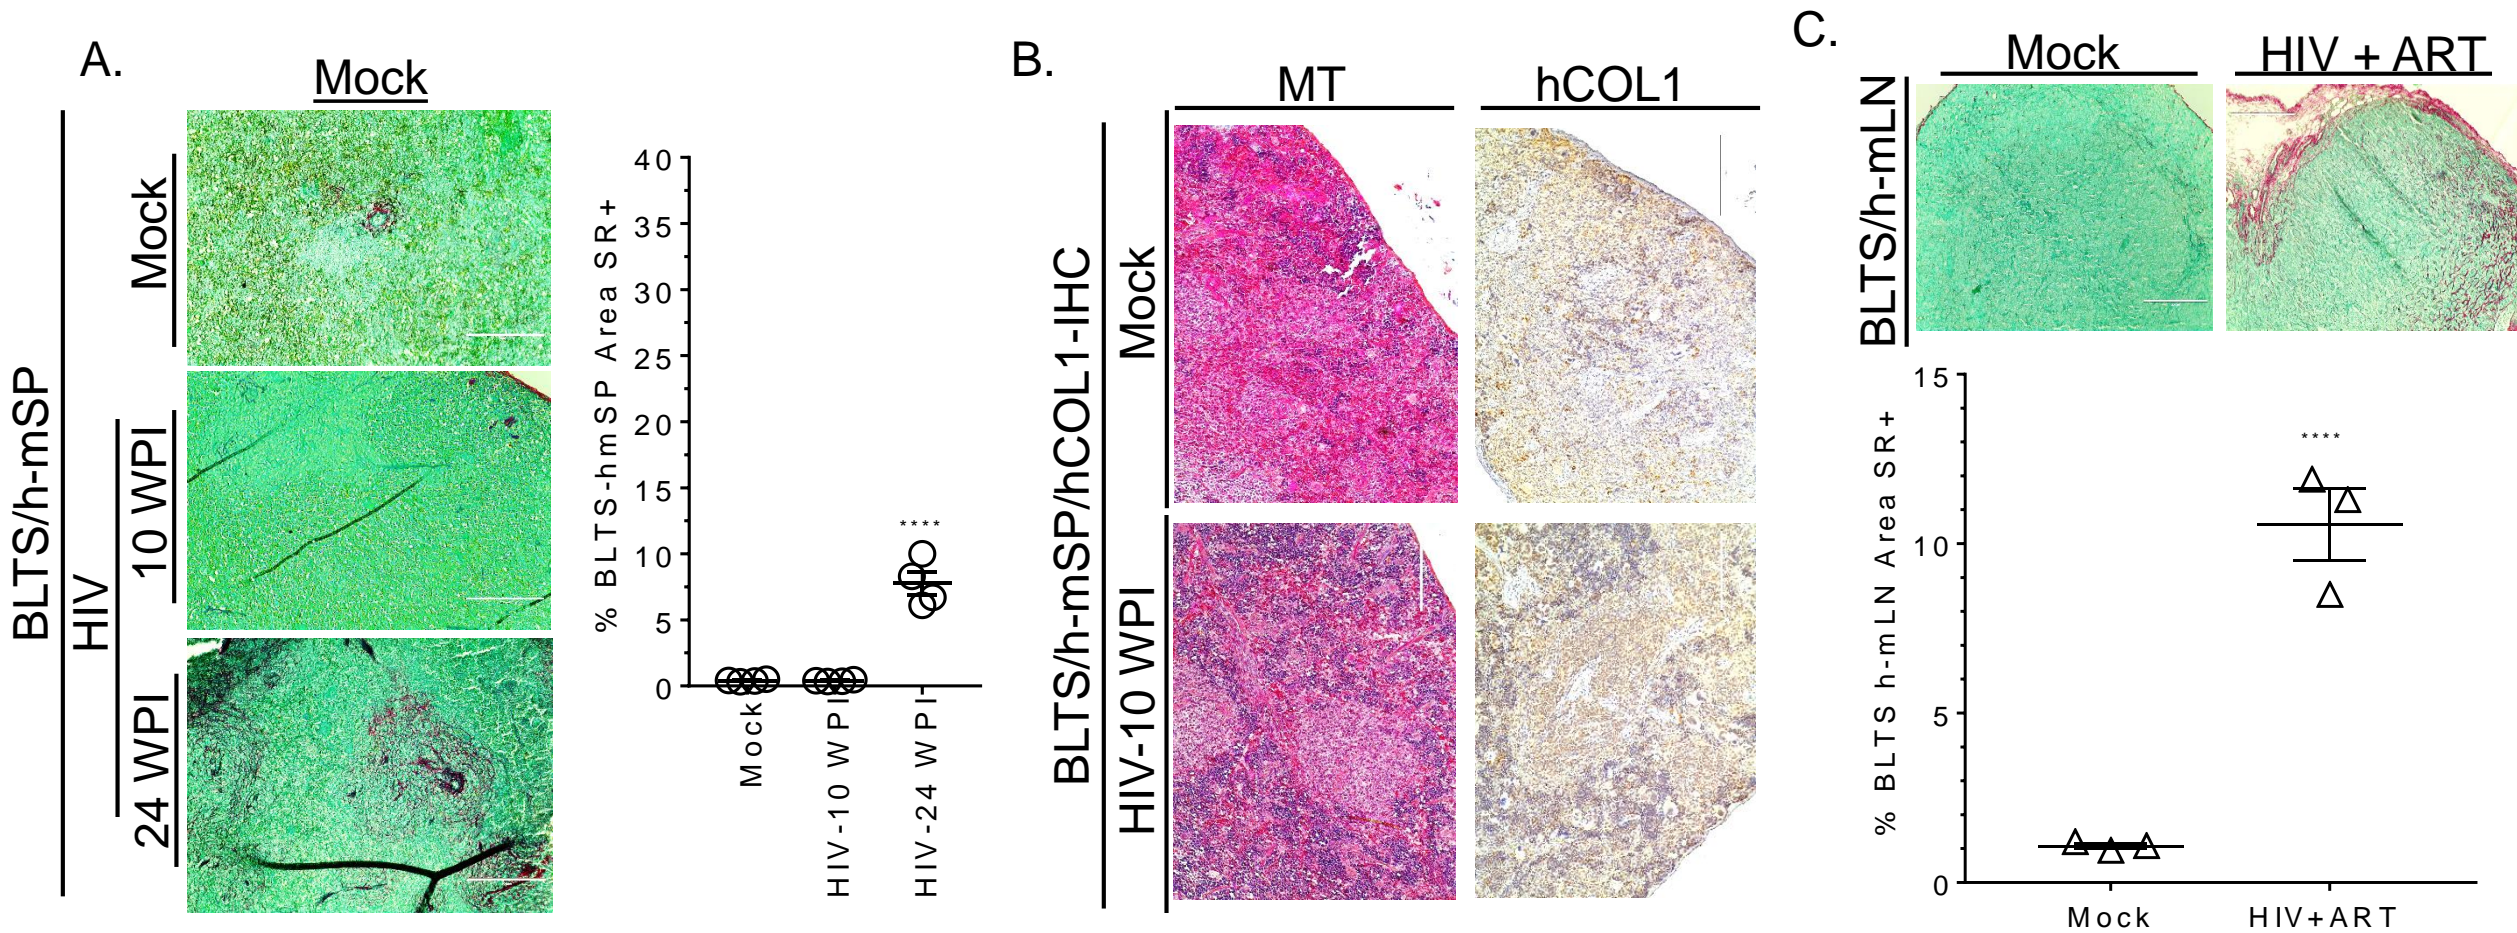 A.
Mock
BLTS/h-mSP
HIV
Mock
10 WPI
24 WPI
% BLTS-hmSP Area SR+
40
35
30
25
20
15
10
5
0
****
Mock
HIV-10 WPI
HIV-24 WPI
B.
MT
hCOL1
BLTS/h-mSP/hCOL1-IHC
Mock
HIV-10 WPI
C.
Mock
HIV + ART
BLTS/h-mLN
% BLTS h-mLN Area SR+
15
10
5
0
****
Mock
HIV+ART